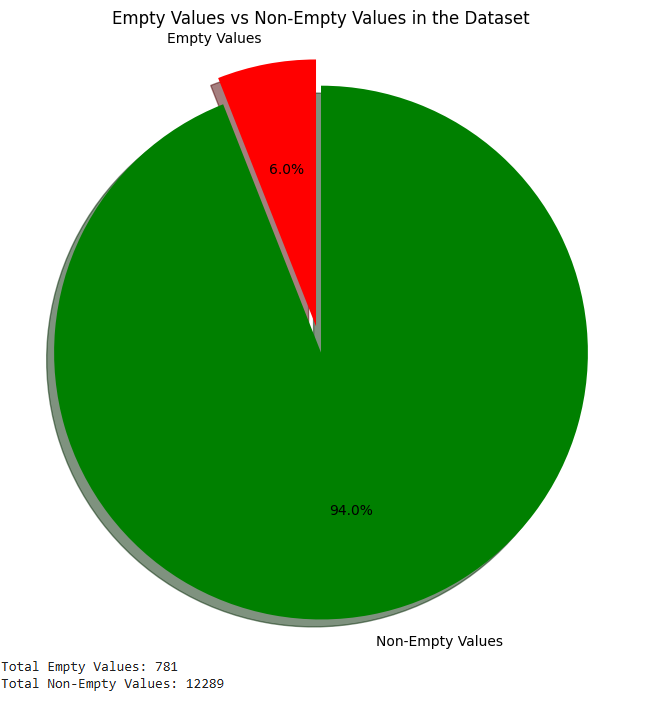 Empty Values vs Non-Empty Values in the Dataset
Empty Values
6.0%
94.0%
Non-Empty Values
Total Empty Values: 781
Total Non-Empty Values: 12289